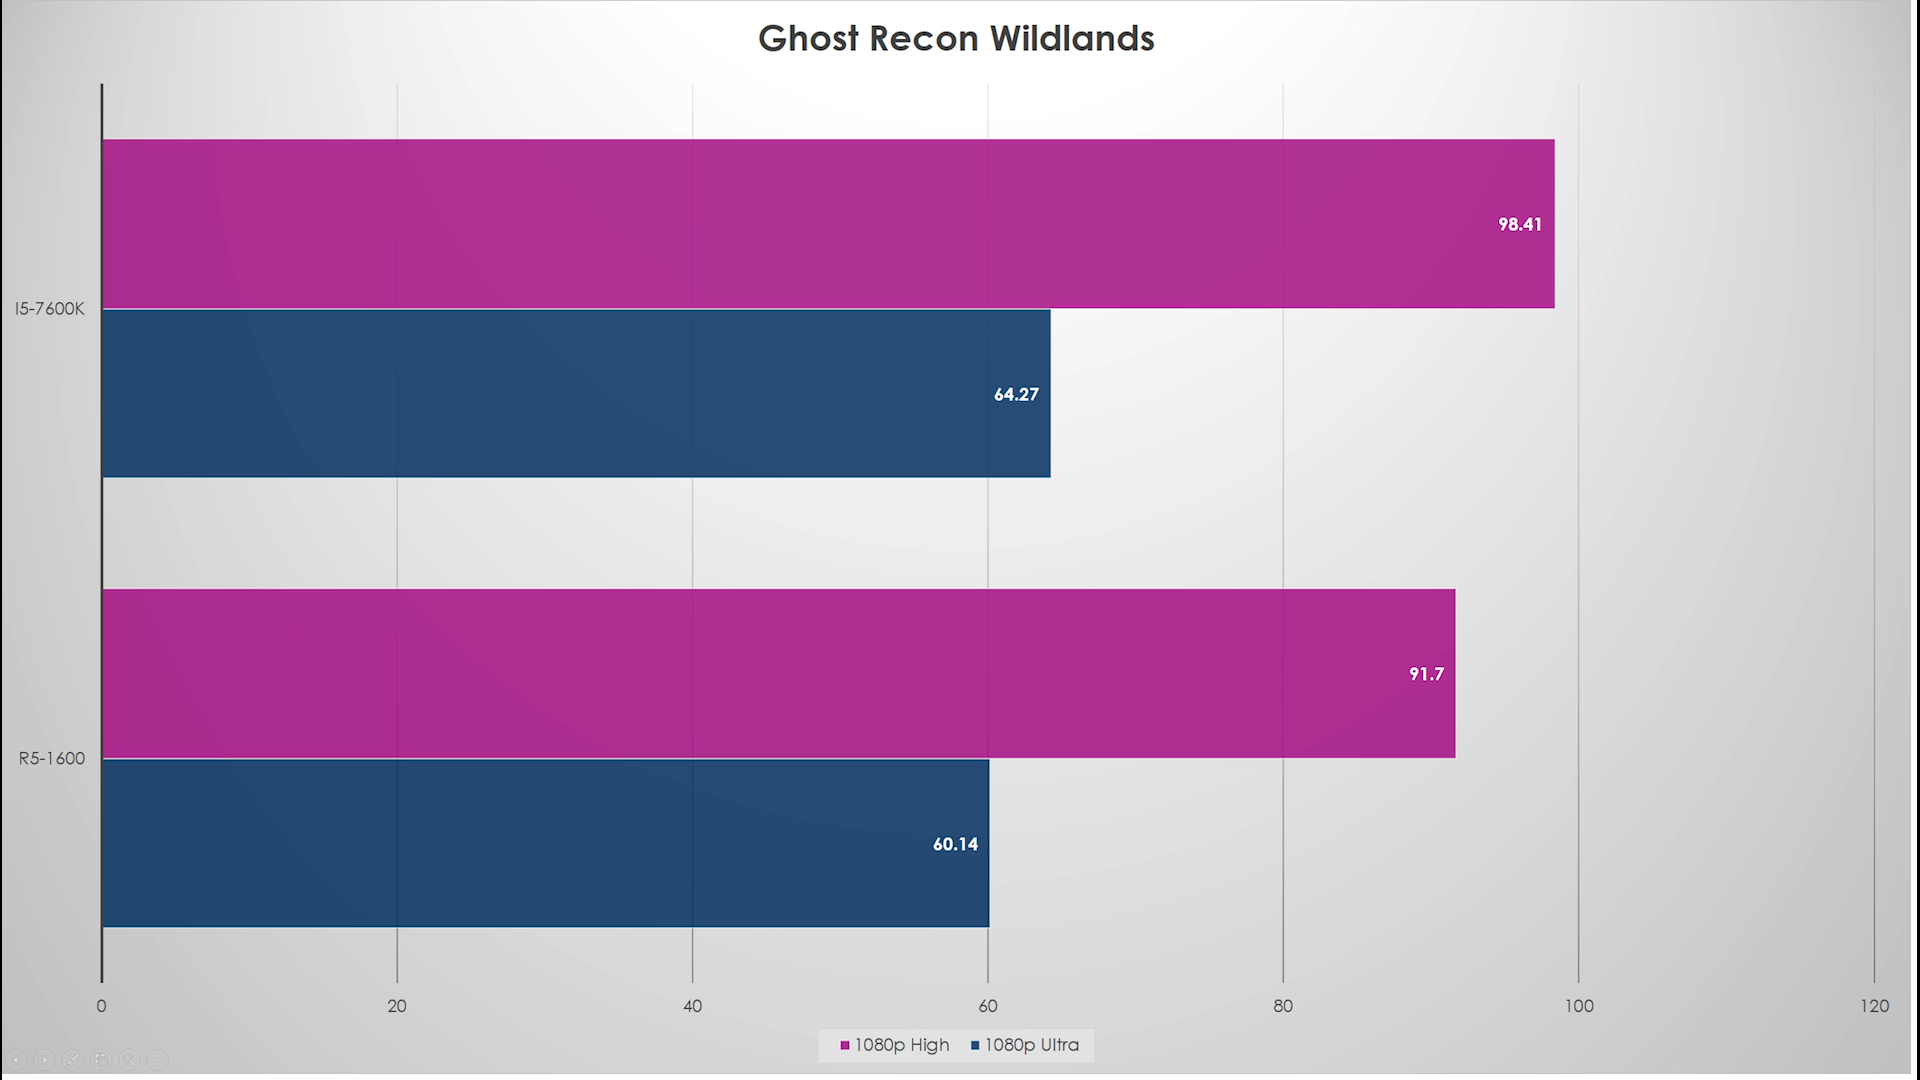 Ghost Recon Wildlands
98.41
I5-7600K
64.27
91.7
R5-1600
60.14
0 20 40 60 80 100 120
1080p High 1080p Ultra